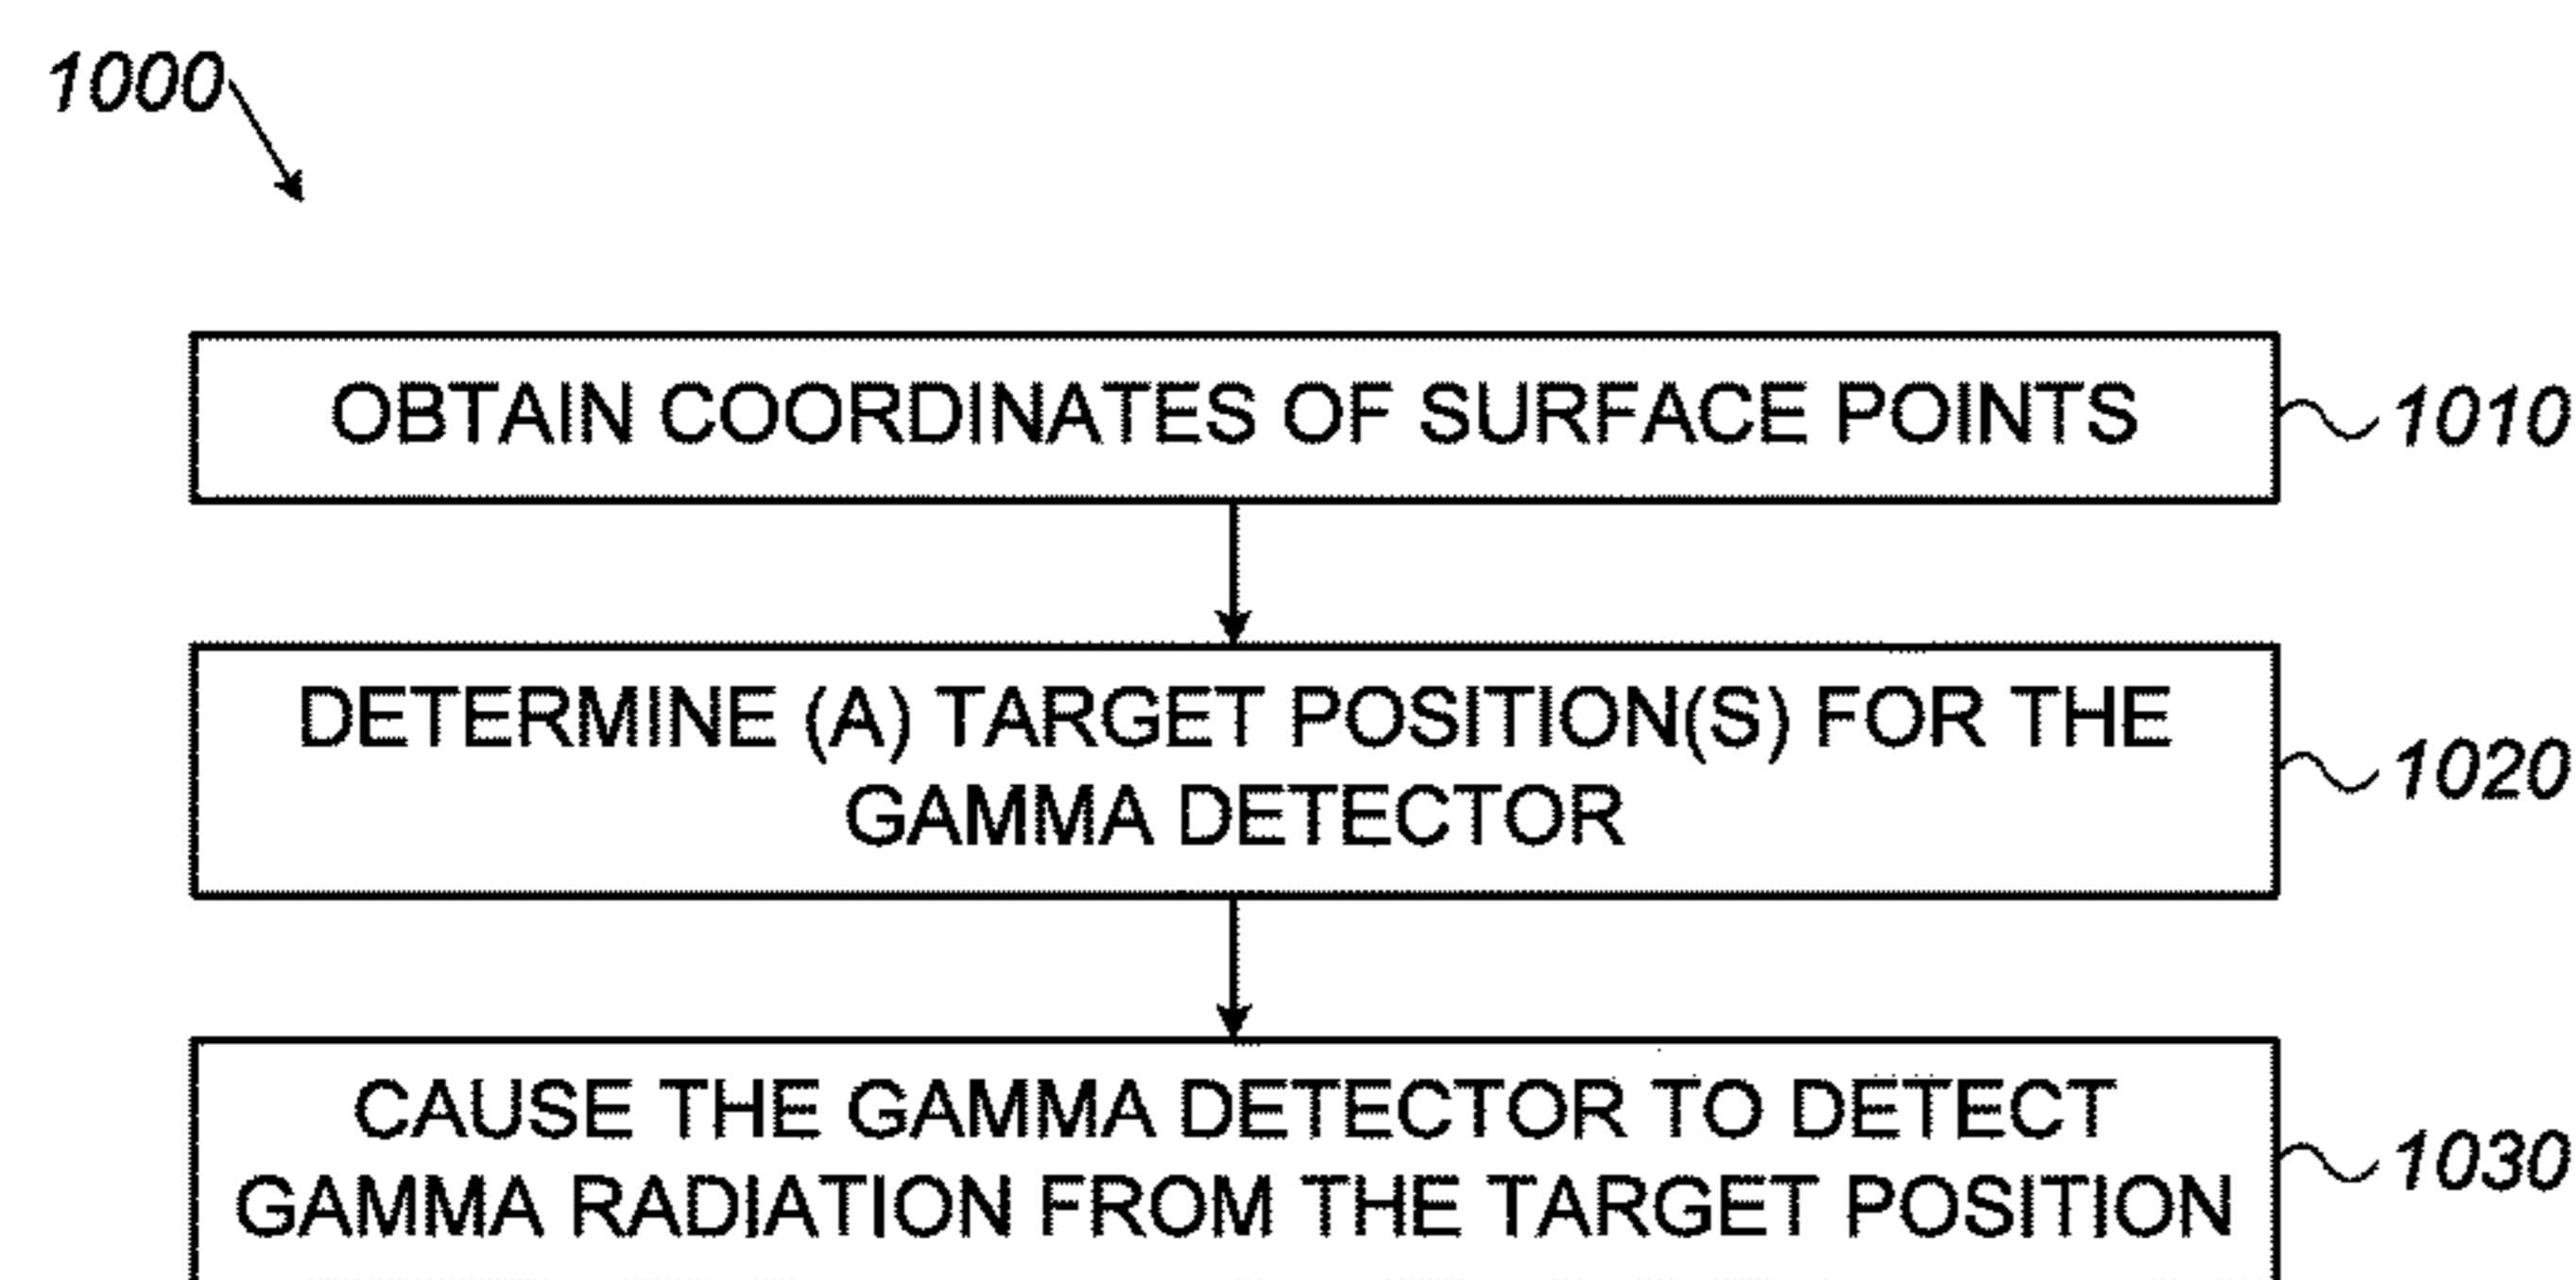 1000
OBTAIN COORDINATES OF SURFACE POINTS
1010
DETERMINE (A) TARGET POSITION(S) FOR THE
GAMMA DETECTOR
1020
CAUSE THE GAMMA DETECTOR TO DETECT
GAMMA RADIATION FROM THE TARGET POSITION
1030